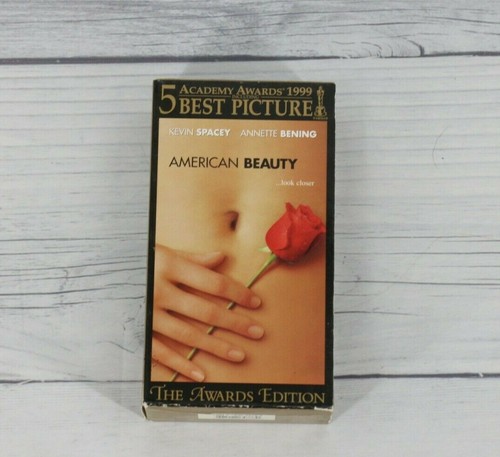 5 ACADEMY AWARDS 1999
BEST PICTURE
KEVIN SPACEY ANNETTE BENING
AMERICAN BEAUTY
...look closer
THE AWARDS EDITION